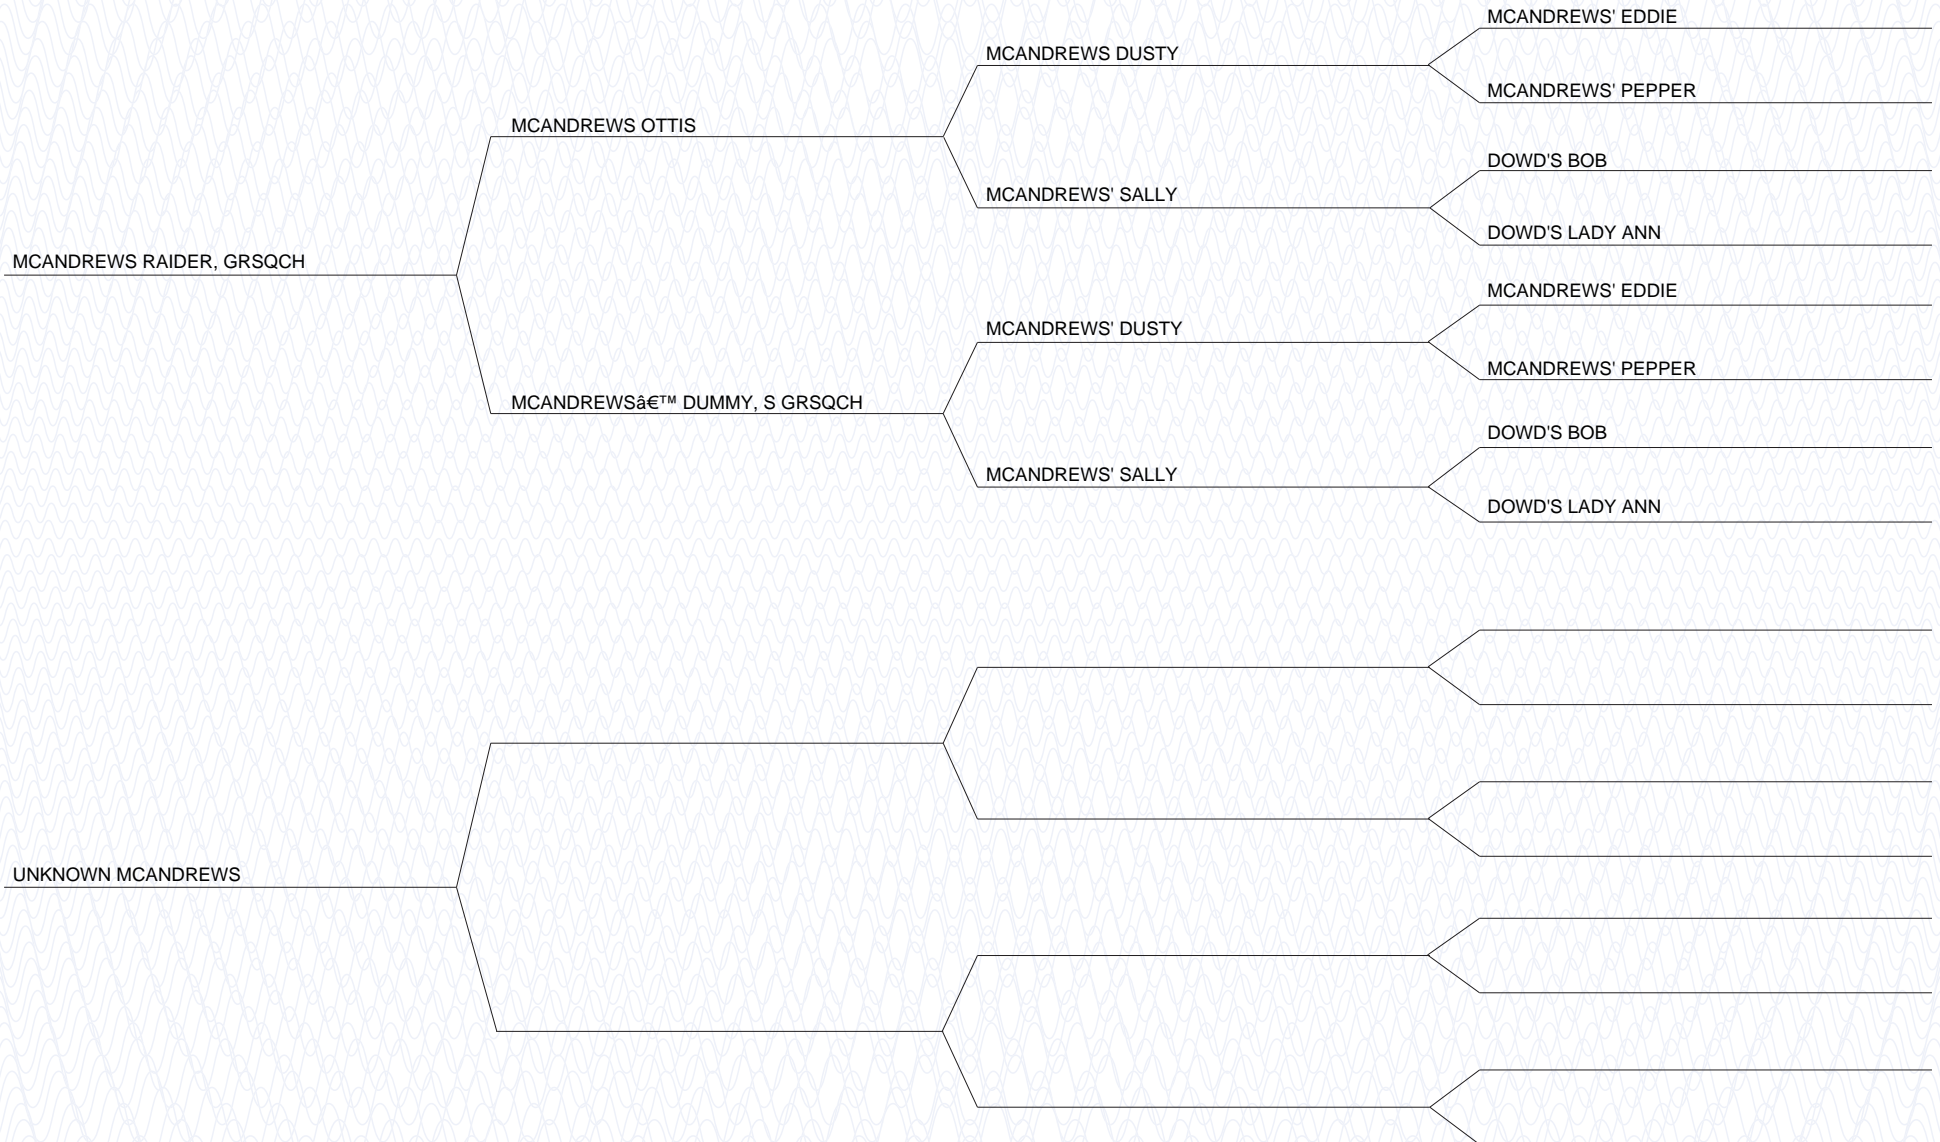 MCANDREWS' EDDIE
MCANDREWS DUSTY
MCANDREWS' PEPPER
MCANDREWS OTTIS
DOWD'S BOB
MCANDREWS' SALLY
DOWD'S LADY ANN
MCANDREWS RAIDER, GRSQCH
MCANDREWS' EDDIE
MCANDREWS' DUSTY
MCANDREWS' PEPPER
MCANDREWSâ€™ DUMMY, S GRSQCH
DOWD'S BOB
MCANDREWS' SALLY
DOWD'S LADY ANN
UNKNOWN MCANDREWS